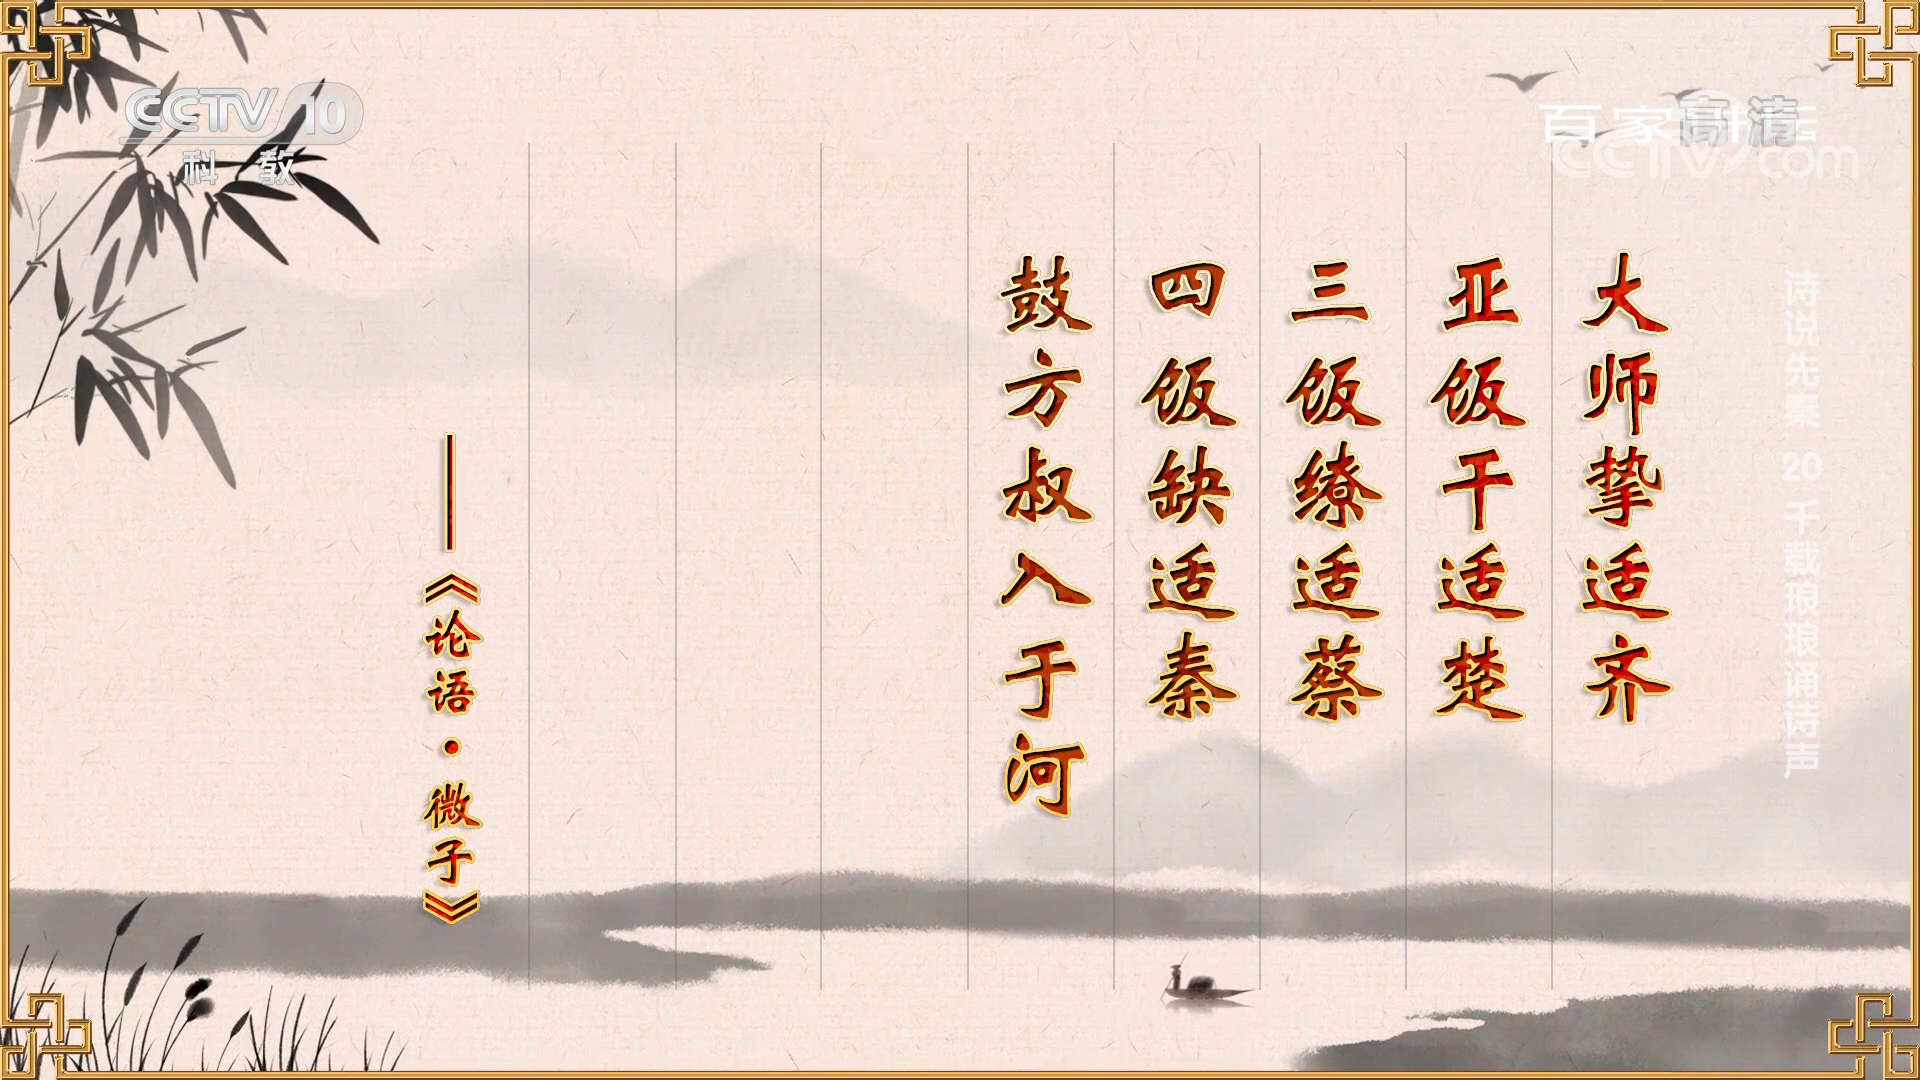 大师挚适齐
亚饭干适楚
三饭缭适蔡
四饭缺适秦
鼓方叔入于河
——《论语·微子》
CCTV 10
科教
百家讲坛
高清
CCTV.com
诗说先秦 20 千载琅琅诵诗声